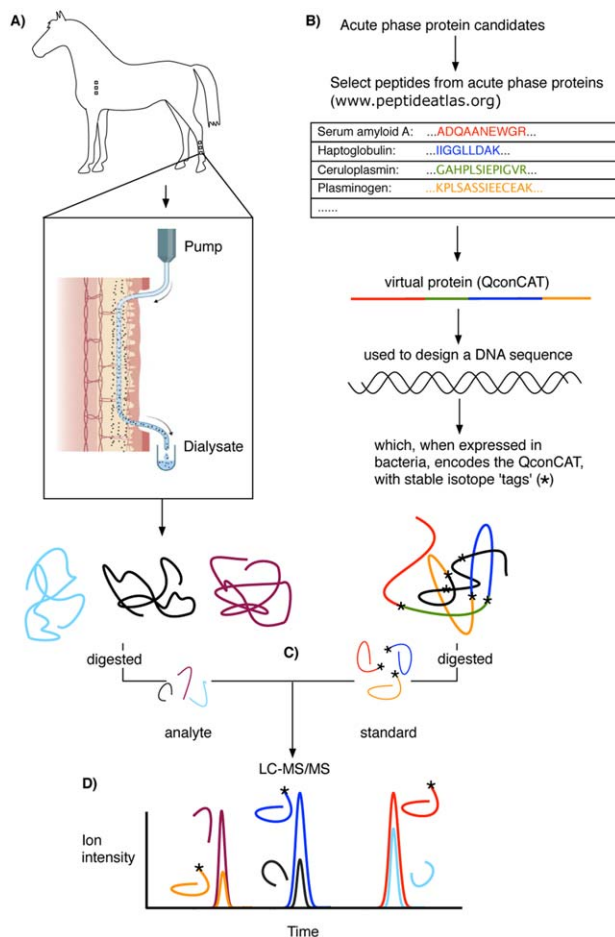 A)
Pump
Dialysate
B)
Acute phase protein candidates
Select peptides from acute phase proteins
(www.peptideatlas.org)
Serum amyloid A: ...ADQAANEWGR...
Haptoglobulin: ...IIGGLLDAK...
Ceruloplasmin: ...GAHPLSIEPIGVR...
Plasminogen: ...KPLSASSIEECEAK...
......
virtual protein (QconCAT)
used to design a DNA sequence
which, when expressed in
bacteria, encodes the QconCAT,
with stable isotope 'tags' (*)
digested
C)
digested
analyte
standard
LC-MS/MS
D)
Ion
intensity
Time